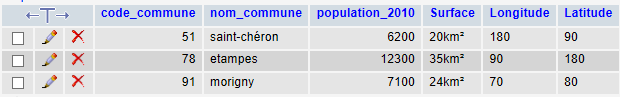 code_commune nom_commune population_2010 Surface Longitude Latitude
51 saint-chéron 6200 20km² 180 90
78 etampes 12300 35km² 90 180
91 morigny 7100 24km² 70 80